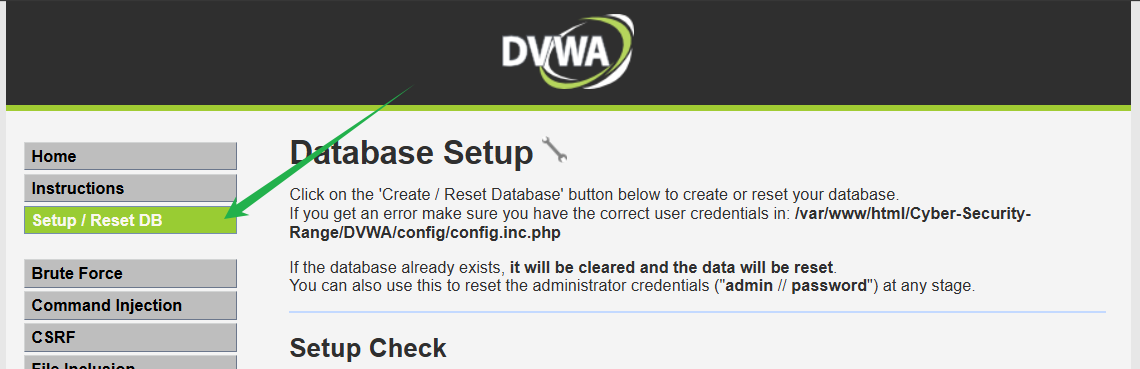 DVWA
Home
Instructions
Setup / Reset DB
Brute Force
Command Injection
CSRF
File Inclusion
Database Setup
Click on the 'Create / Reset Database' button below to create or reset your database.
If you get an error make sure you have the correct user credentials in: /var/www/html/Cyber-Security-
Range/DVWA/config/config.inc.php
If the database already exists, it will be cleared and the data will be reset.
You can also use this to reset the administrator credentials ("admin // password") at any stage.
Setup Check